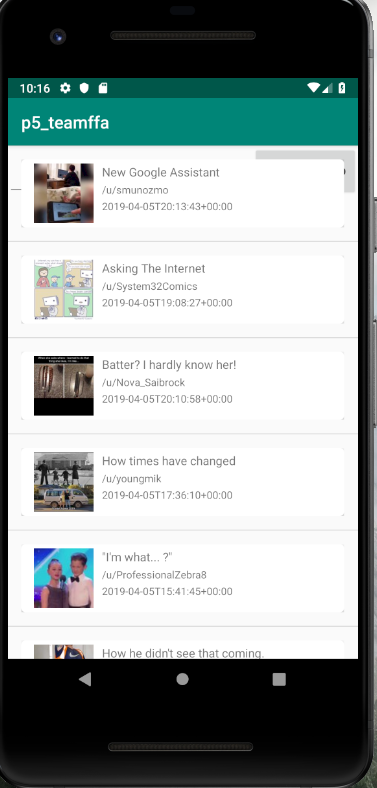 10:16
p5_teamffa
New Google Assistant
/u/smunozmo
2019-04-05T20:13:43+00:00
Asking The Internet
/u/System32Comics
2019-04-05T19:08:27+00:00
Batter? I hardly know her!
/u/Nova_Saibrock
2019-04-05T20:10:58+00:00
How times have changed
/u/youngmik
2019-04-05T17:36:10+00:00
"I'm what... ?"
/u/ProfessionalZebra8
2019-04-05T15:41:45+00:00
How he didn't see that coming.